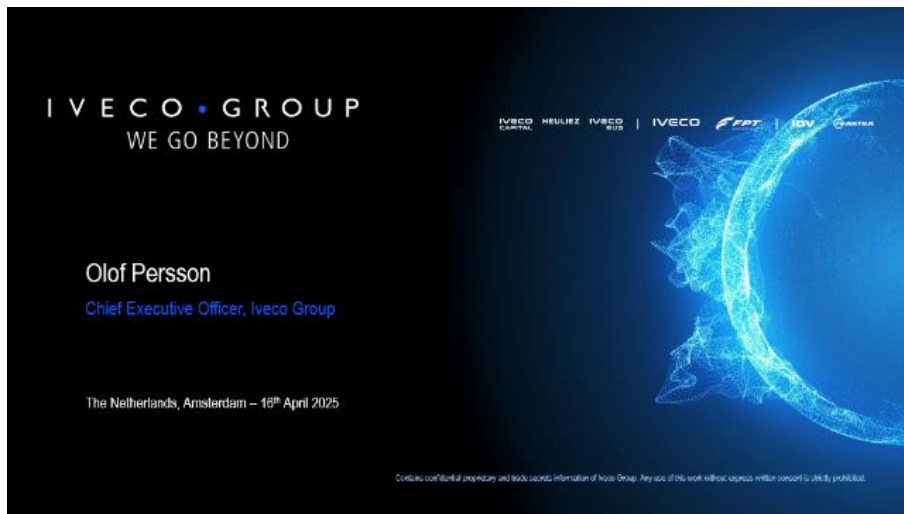 IVECO • GROUP
WE GO BEYOND
IVECO CAPITAL HEULIEZ IVECO BUS | IVECO FPT | IDV ASTRA
Olof Persson
Chief Executive Officer, Iveco Group
The Netherlands, Amsterdam – 16th April 2025
Contains confidential proprietary and trade secrets information of Iveco Group. Any use of this work without express written consent is strictly prohibited.